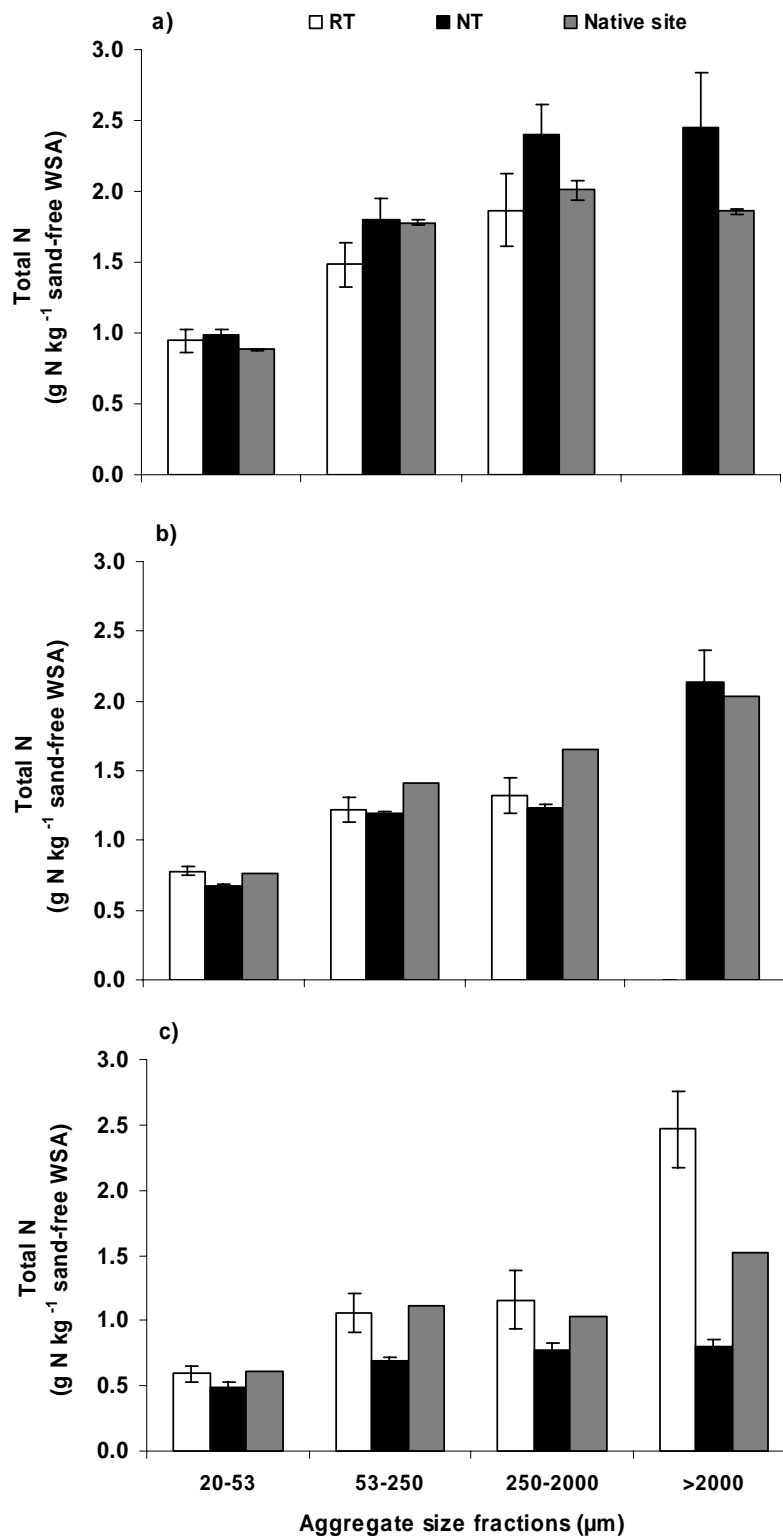 a)
RT NT Native site
3.0
2.5
2.0
1.5
1.0
0.5
0.0
Total N
(g N kg⁻¹ sand-free WSA)
b)
3.0
2.5
2.0
1.5
1.0
0.5
0.0
Total N
(g N kg⁻¹ sand-free WSA)
c)
3.0
2.5
2.0
1.5
1.0
0.5
0.0
Total N
(g N kg⁻¹ sand-free WSA)
20-53 53-250 250-2000 >2000
Aggregate size fractions (µm)